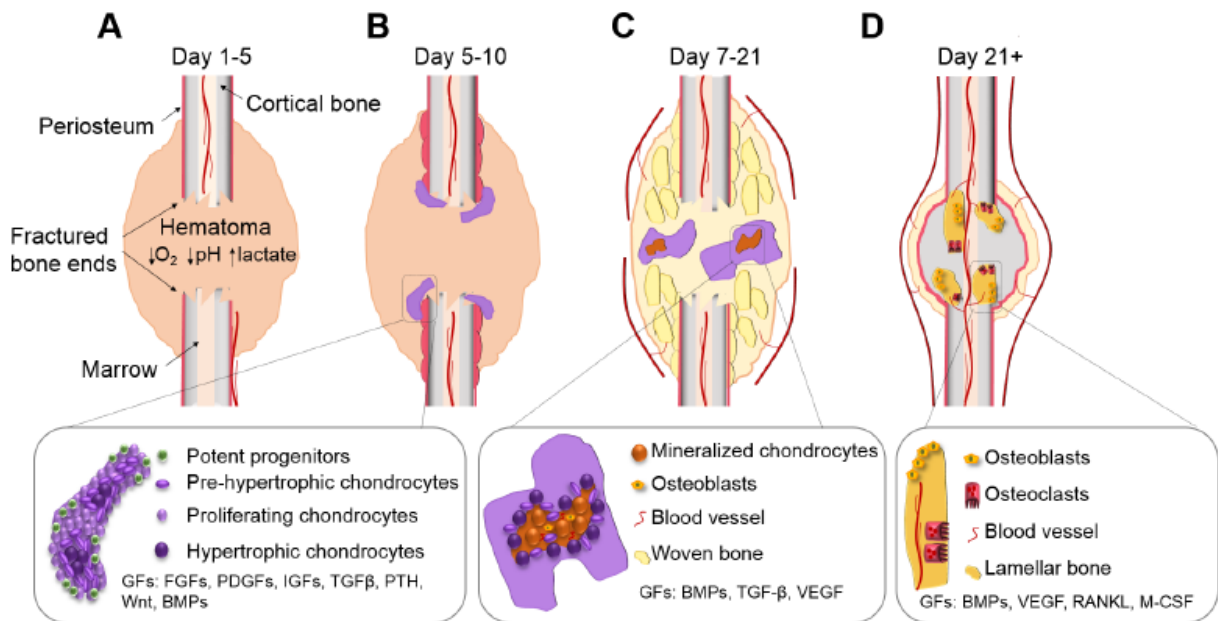 A
B
C
D
Day 1-5
Day 5-10
Day 7-21
Day 21+
Cortical bone
Periosteum
Fractured
bone ends
Hematoma
↓O₂ ↓pH ↑lactate
Marrow
Potent progenitors
Pre-hypertrophic chondrocytes
Proliferating chondrocytes
Hypertrophic chondrocytes
GFs: FGFs, PDGFs, IGFs, TGFβ, PTH,
Wnt, BMPs
Mineralized chondrocytes
Osteoblasts
Blood vessel
Woven bone
GFs: BMPs, TGF-β, VEGF
Osteoblasts
Osteoclasts
Blood vessel
Lamellar bone
GFs: BMPs, VEGF, RANKL, M-CSF